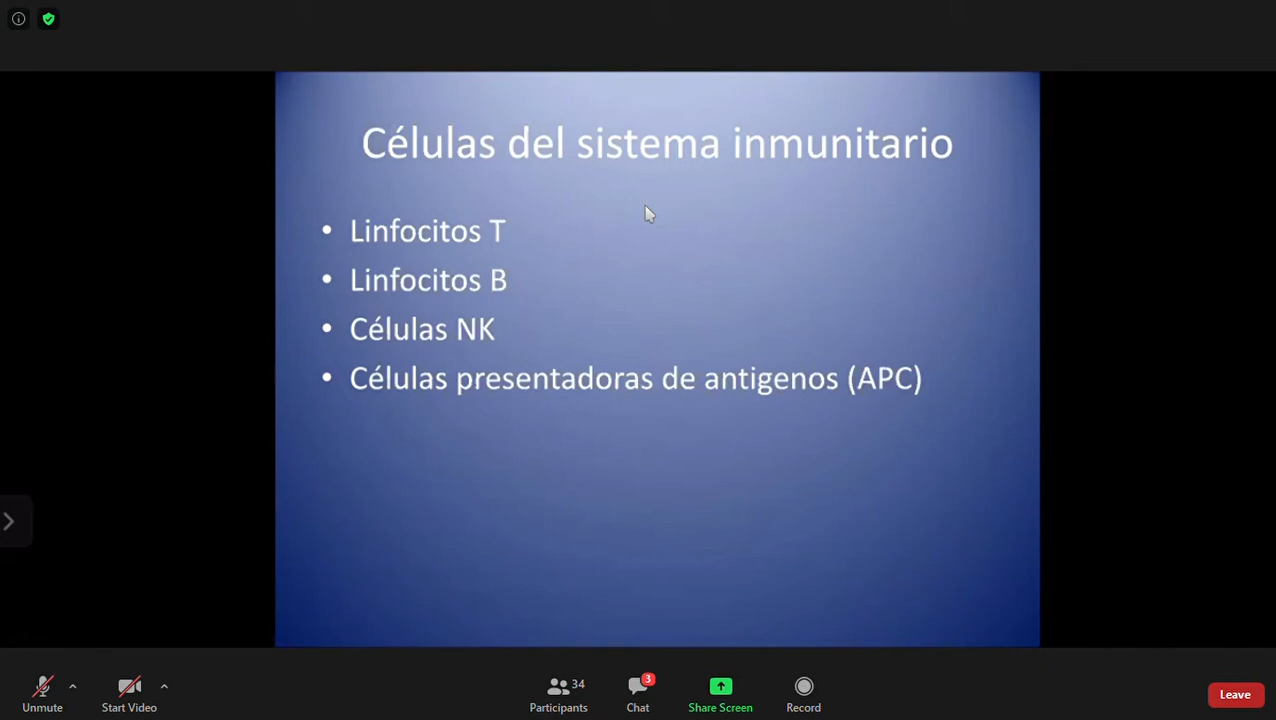 Células del sistema inmunitario
• Linfocitos T
• Linfocitos B
• Células NK
• Células presentadoras de antigenos (APC)
34
3
Unmute
Start Video
Participants
Chat
Share Screen
Record
Leave